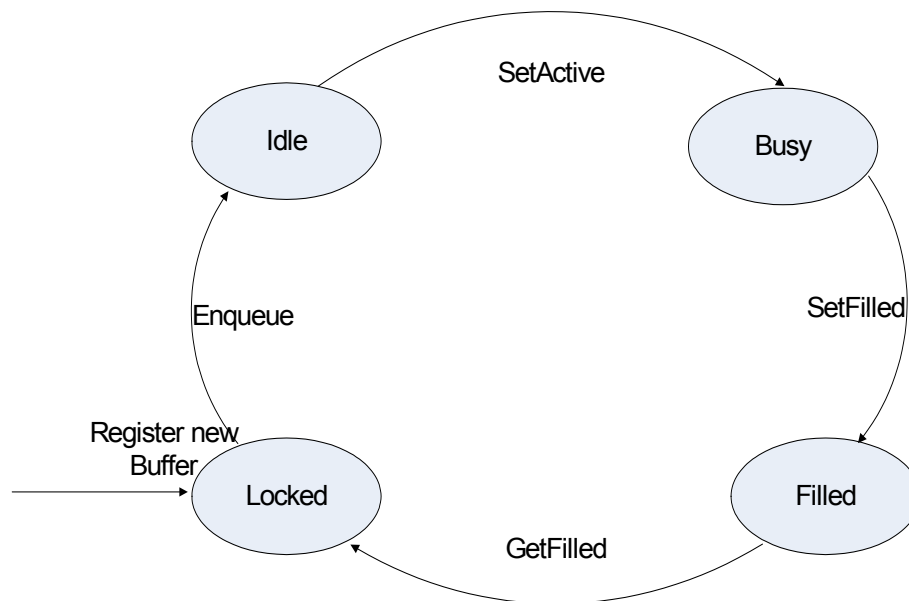 SetActive
Idle
Busy
Enqueue
SetFilled
Register new
Buffer
Locked
Filled
GetFilled